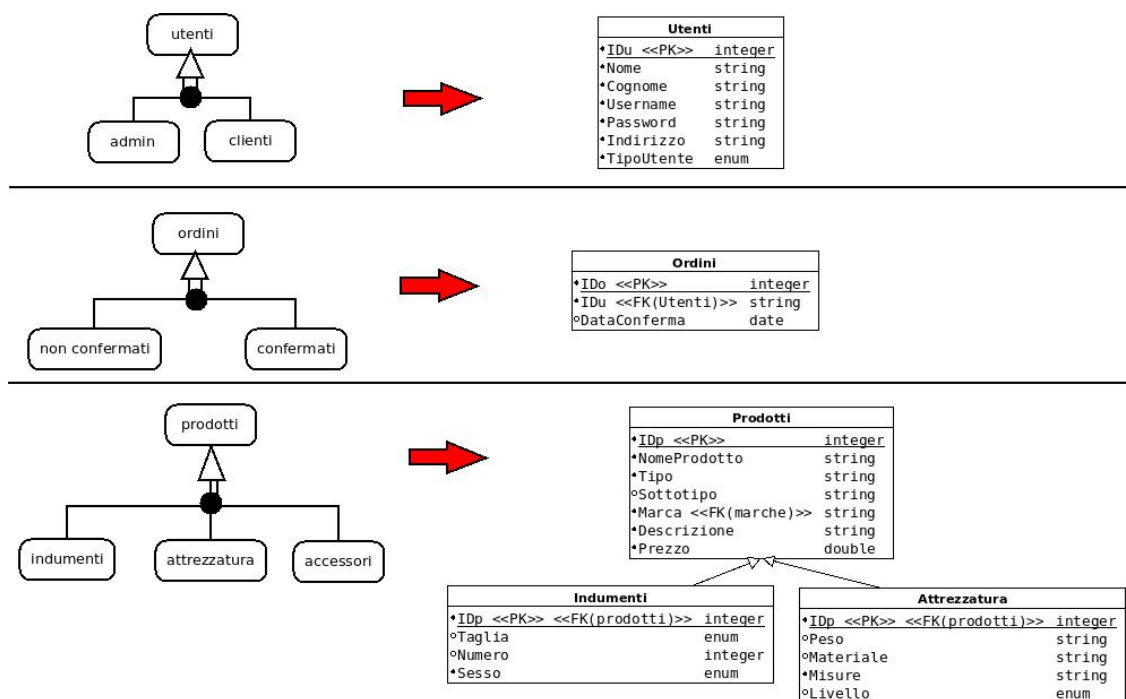 utenti
admin
clienti
Utenti
IDu <<PK>> integer
Nome string
Cognome string
Username string
Password string
Indirizzo string
TipoUtente enum
ordini
non confermati
confermati
Ordini
IDo <<PK>> integer
IDu <<FK(Utenti)>> string
DataConferma date
prodotti
indumenti
attrezzatura
accessori
Prodotti
IDp <<PK>> integer
NomeProdotto string
Tipo string
Sottotipo string
Marca <<FK(marche)>> string
Descrizione string
Prezzo double
Indumenti
IDp <<PK>> <<FK(prodotti)>> integer
Taglia enum
Numero integer
Sesso enum
Attrezzatura
IDp <<PK>> <<FK(prodotti)>> integer
Peso string
Materiale string
Misure string
Livello enum